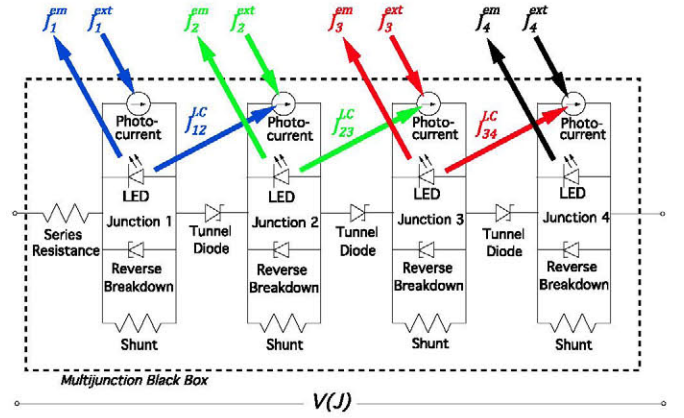 J₁ᵉᵐ J₁ᵉˣᵗ J₂ᵉᵐ J₂ᵉˣᵗ J₃ᵉᵐ J₃ᵉˣᵗ J₄ᵉᵐ J₄ᵉˣᵗ
Photo-
current
Photo-
current
Photo-
current
Photo-
current
J₁₂ᴸᶜ J₂₃ᴸᶜ J₃₄ᴸᶜ
LED LED LED LED
Junction 1 Junction 2 Junction 3 Junction 4
Series
Resistance
Tunnel
Diode
Tunnel
Diode
Tunnel
Diode
Reverse
Breakdown
Reverse
Breakdown
Reverse
Breakdown
Reverse
Breakdown
Shunt Shunt Shunt Shunt
Multijunction Black Box
V(J)